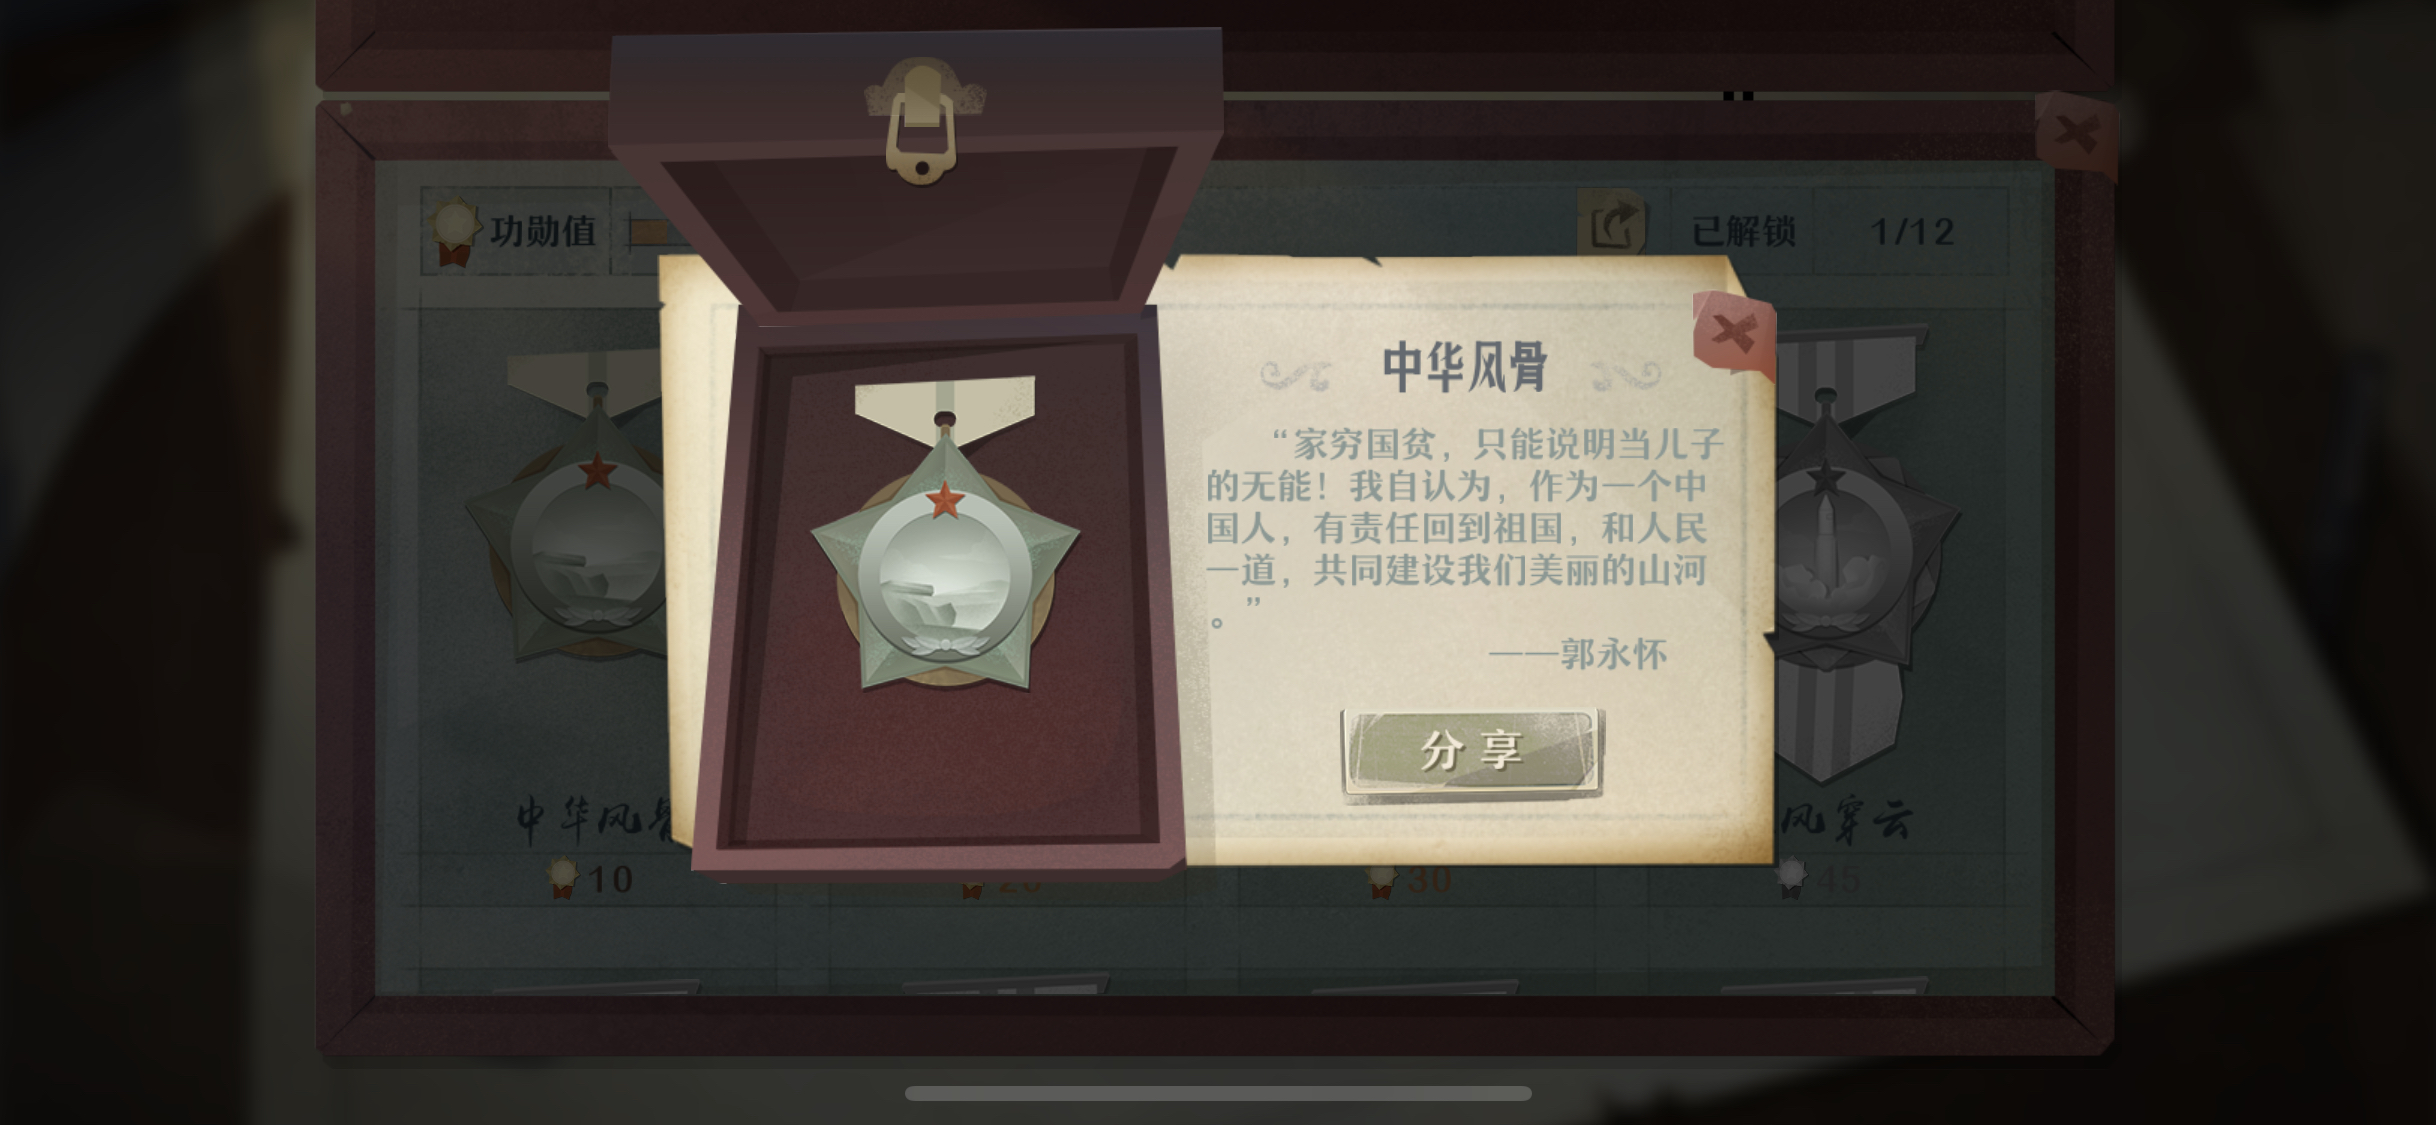 功勋值
已解锁
1/12
中华风骨
“家穷国贫，只能说明当儿子
的无能！我自认为，作为一个中
国人，有责任回到祖国，和人民
一道，共同建设我们美丽的山河
。”
——郭永怀
分享
中华风骨
风穿云
10
20
30
45